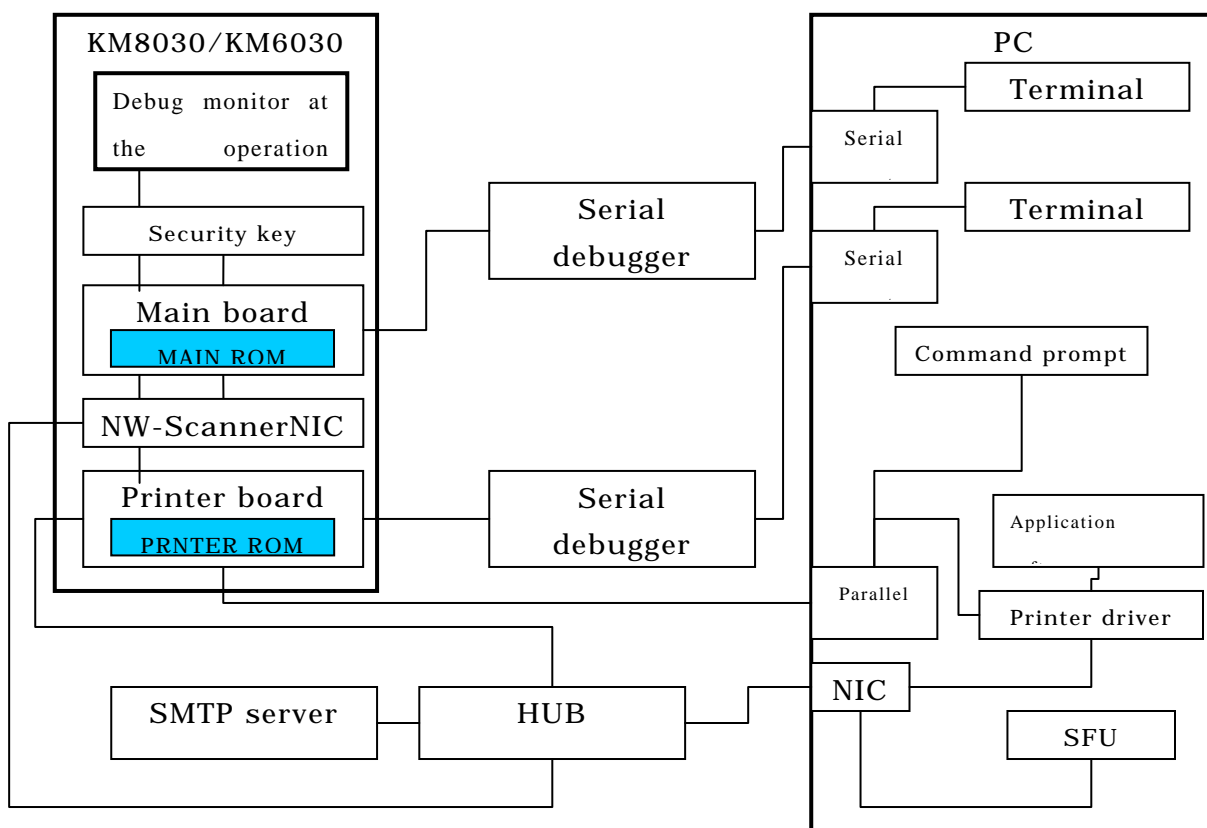 KM8030/KM6030
Debug monitor at
the operation
Security key
Main board
MAIN ROM
NW-ScannerNIC
Printer board
PRNTER ROM
Serial
debugger
Serial
debugger
SMTP server
HUB
PC
Terminal
Serial
Terminal
Serial
Command prompt
Application
Parallel
Printer driver
NIC
SFU